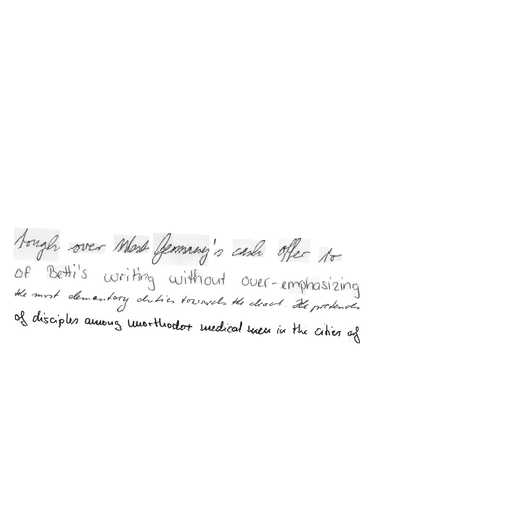 tough over West Germany's cash offer to
of Betti's writing without over-emphasizing
the most elementary duties towards the dead. He pretends
of disciples among unorthodox medical men in the cities of